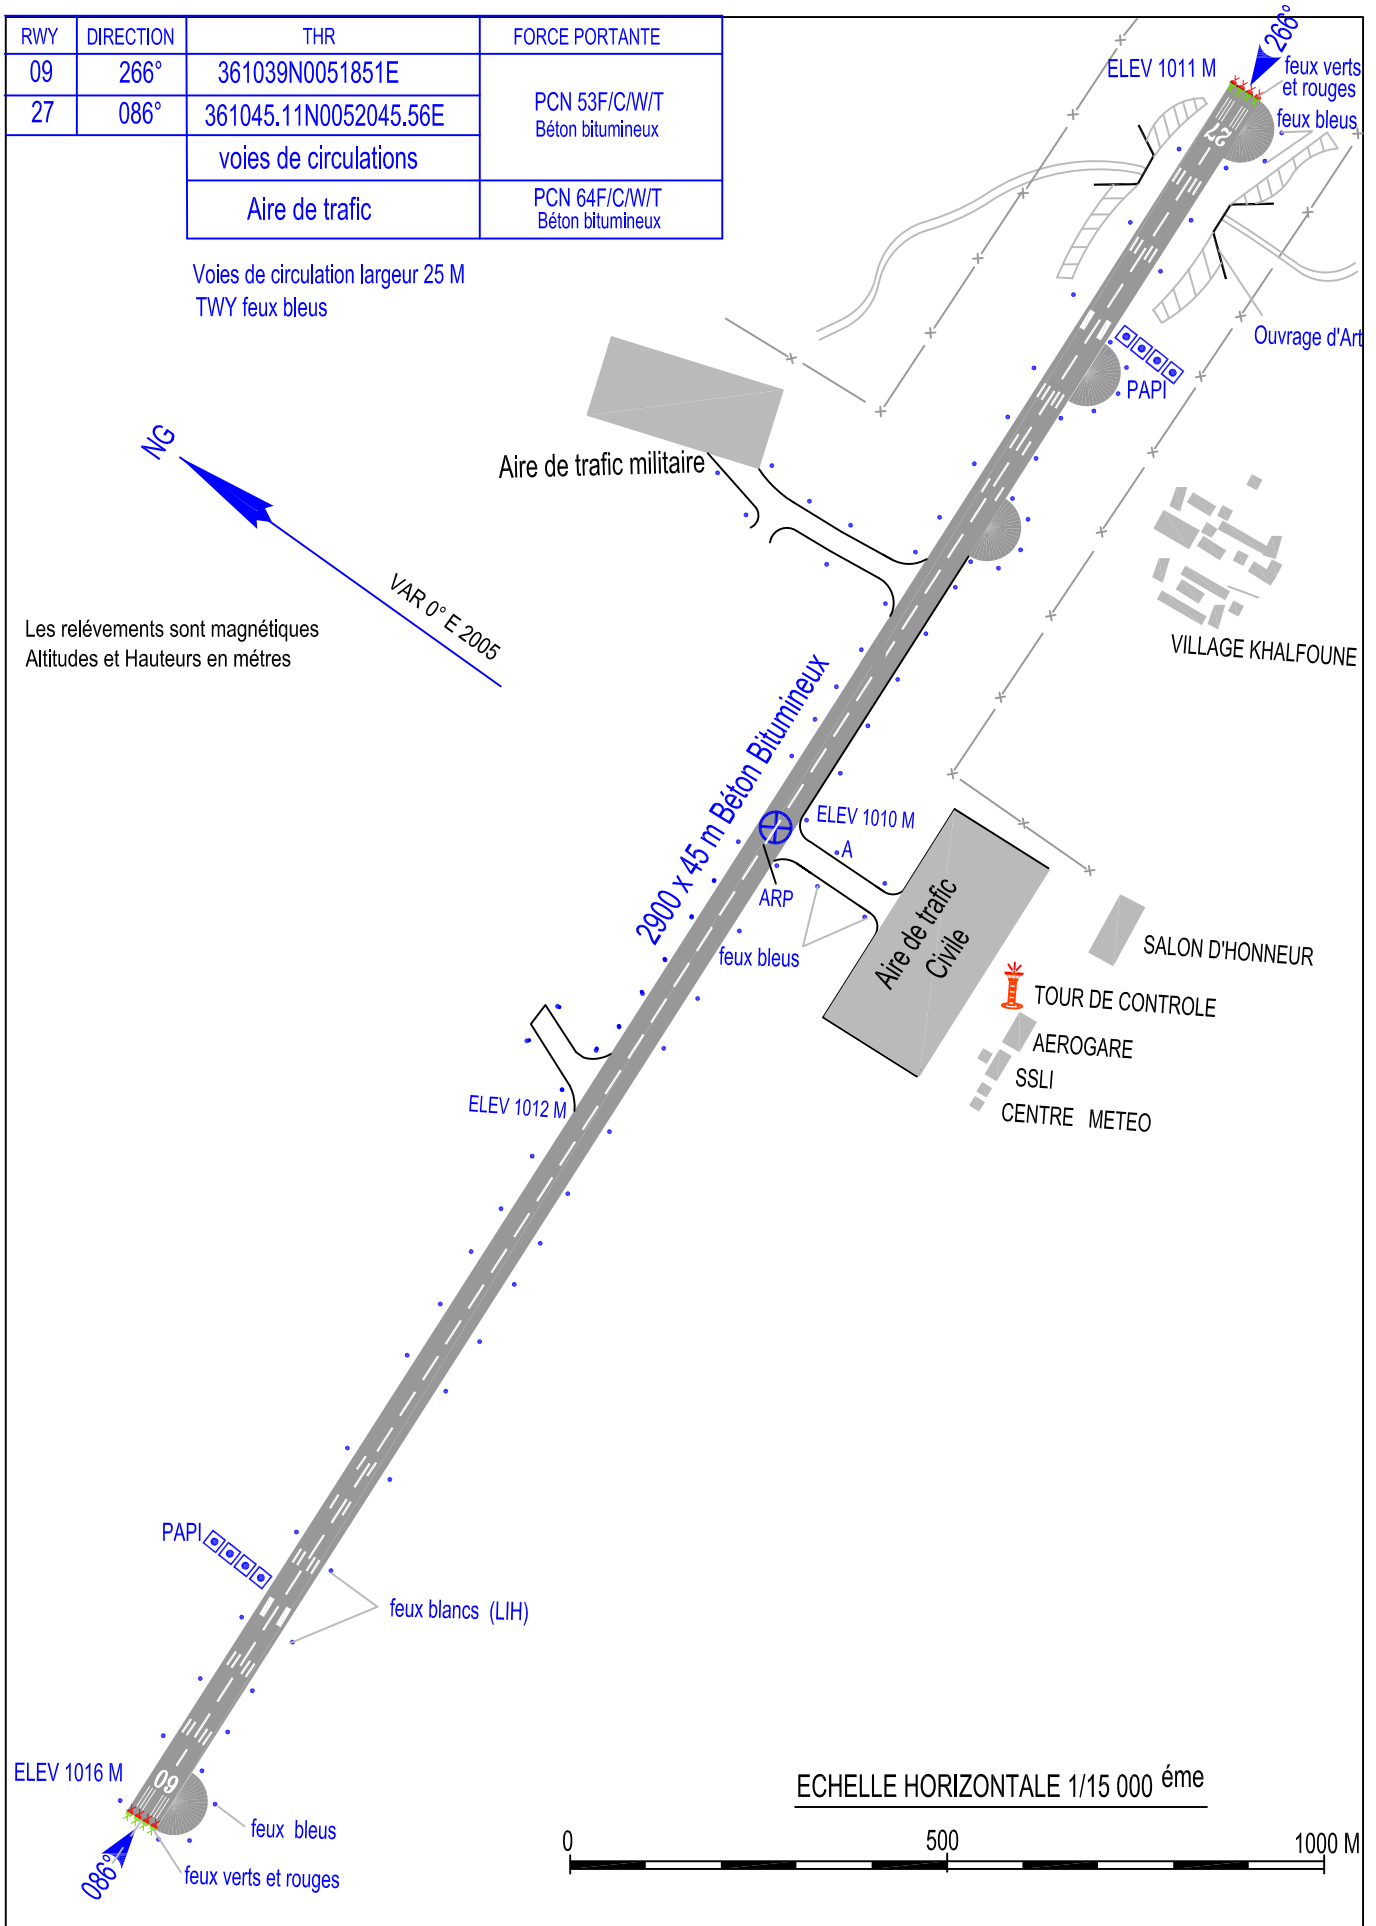 RWY DIRECTION THR FORCE PORTANTE
09 266° 361039N0051851E
27 086° 361045.11N0052045.56E
PCN 53F/C/W/T
Béton bitumineux
voies de circulations
Aire de trafic
PCN 64F/C/W/T
Béton bitumineux
Voies de circulation largeur 25 M
TWY feux bleus
266°
ELEV 1011 M
feux verts
et rouges
feux bleus
27
Ouvrage d'Art
PAPI
Aire de trafic militaire
NG
VAR 0° E 2005
Les relévements sont magnétiques
Altitudes et Hauteurs en métres
VILLAGE KHALFOUNE
2900 x 45 m Béton Bitumineux
ELEV 1010 M
A
ARP
feux bleus
Aire de trafic
Civile
SALON D'HONNEUR
TOUR DE CONTROLE
AEROGARE
SSLI
CENTRE METEO
ELEV 1012 M
PAPI
feux blancs (LIH)
ELEV 1016 M
09
feux bleus
feux verts et rouges
086°
ECHELLE HORIZONTALE 1/15 000 éme
0 500 1000 M